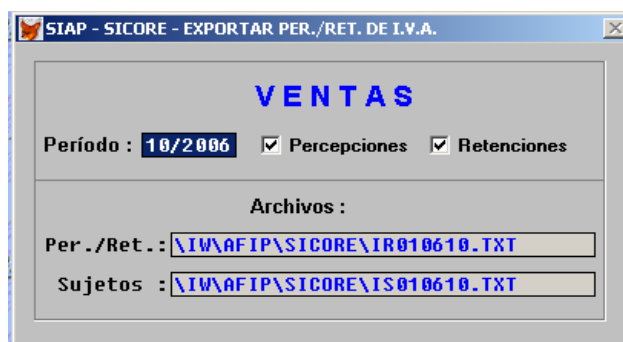 SIAP - SICORE - EXPORTAR PER./RET. DE I.V.A.
VENTAS
Período : 10/2006 Percepciones Retenciones
Archivos :
Per./Ret.: \IW\AFIP\SICORE\IR010610.TXT
Sujetos : \IW\AFIP\SICORE\IS010610.TXT